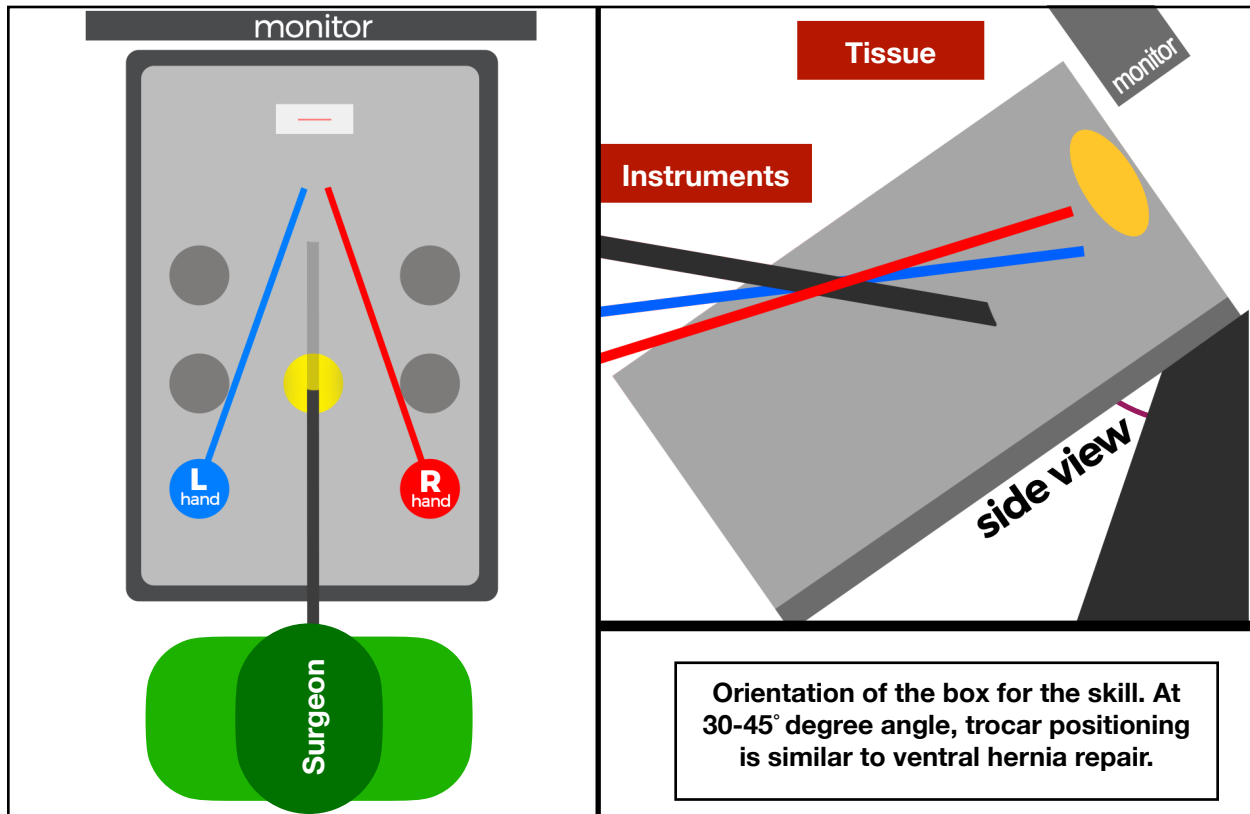 monitor
L
hand
R
hand
Surgeon
Tissue
monitor
Instruments
side view
Orientation of the box for the skill. At
30-45° degree angle, trocar positioning
is similar to ventral hernia repair.